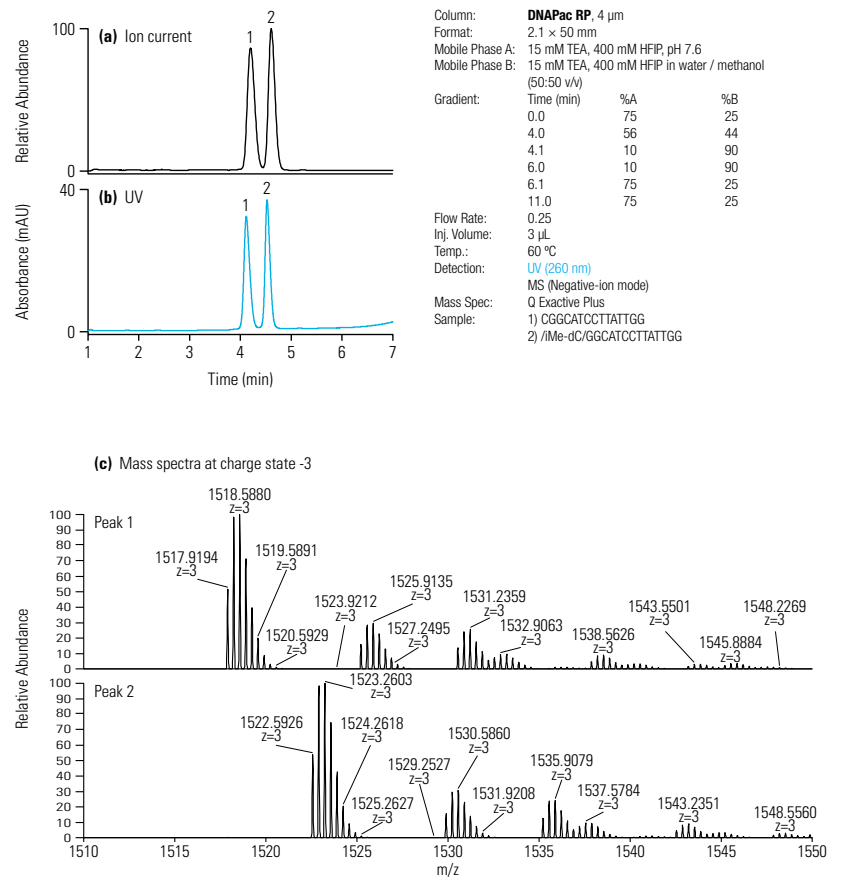 (a) Ion current
1
2
100
0
Relative Abundance
(b) UV
1
2
40
0
Absorbance (mAU)
1 2 3 4 5 6 7
Time (min)
Column: DNAPac RP, 4 µm
Format: 2.1 × 50 mm
Mobile Phase A: 15 mM TEA, 400 mM HFIP, pH 7.6
Mobile Phase B: 15 mM TEA, 400 mM HFIP in water / methanol
(50:50 v/v)
Gradient: Time (min) %A %B
0.0 75 25
4.0 56 44
4.1 10 90
6.0 10 90
6.1 75 25
11.0 75 25
Flow Rate: 0.25
Inj. Volume: 3 µL
Temp.: 60 ºC
Detection: UV (260 nm)
MS (Negative-ion mode)
Mass Spec: Q Exactive Plus
Sample: 1) CGGCATCCTTATTGG
2) /iMe-dC/GGCATCCTTATTGG
(c) Mass spectra at charge state -3
Relative Abundance
Peak 1
100
90
80
70
60
50
40
30
20
10
0
1517.9194
z=3
1518.5880
z=3
1519.5891
z=3
1520.5929
z=3
1523.9212
z=3
1525.9135
z=3
1527.2495
z=3
1531.2359
z=3
1532.9063
z=3
1538.5626
z=3
1543.5501
z=3
1545.8884
z=3
1548.2269
z=3
Peak 2
100
90
80
70
60
50
40
30
20
10
0
1522.5926
z=3
1523.2603
z=3
1524.2618
z=3
1525.2627
z=3
1529.2527
z=3
1530.5860
z=3
1531.9208
z=3
1535.9079
z=3
1537.5784
z=3
1543.2351
z=3
1548.5560
z=3
1510 1515 1520 1525 1530 1535 1540 1545 1550
m/z